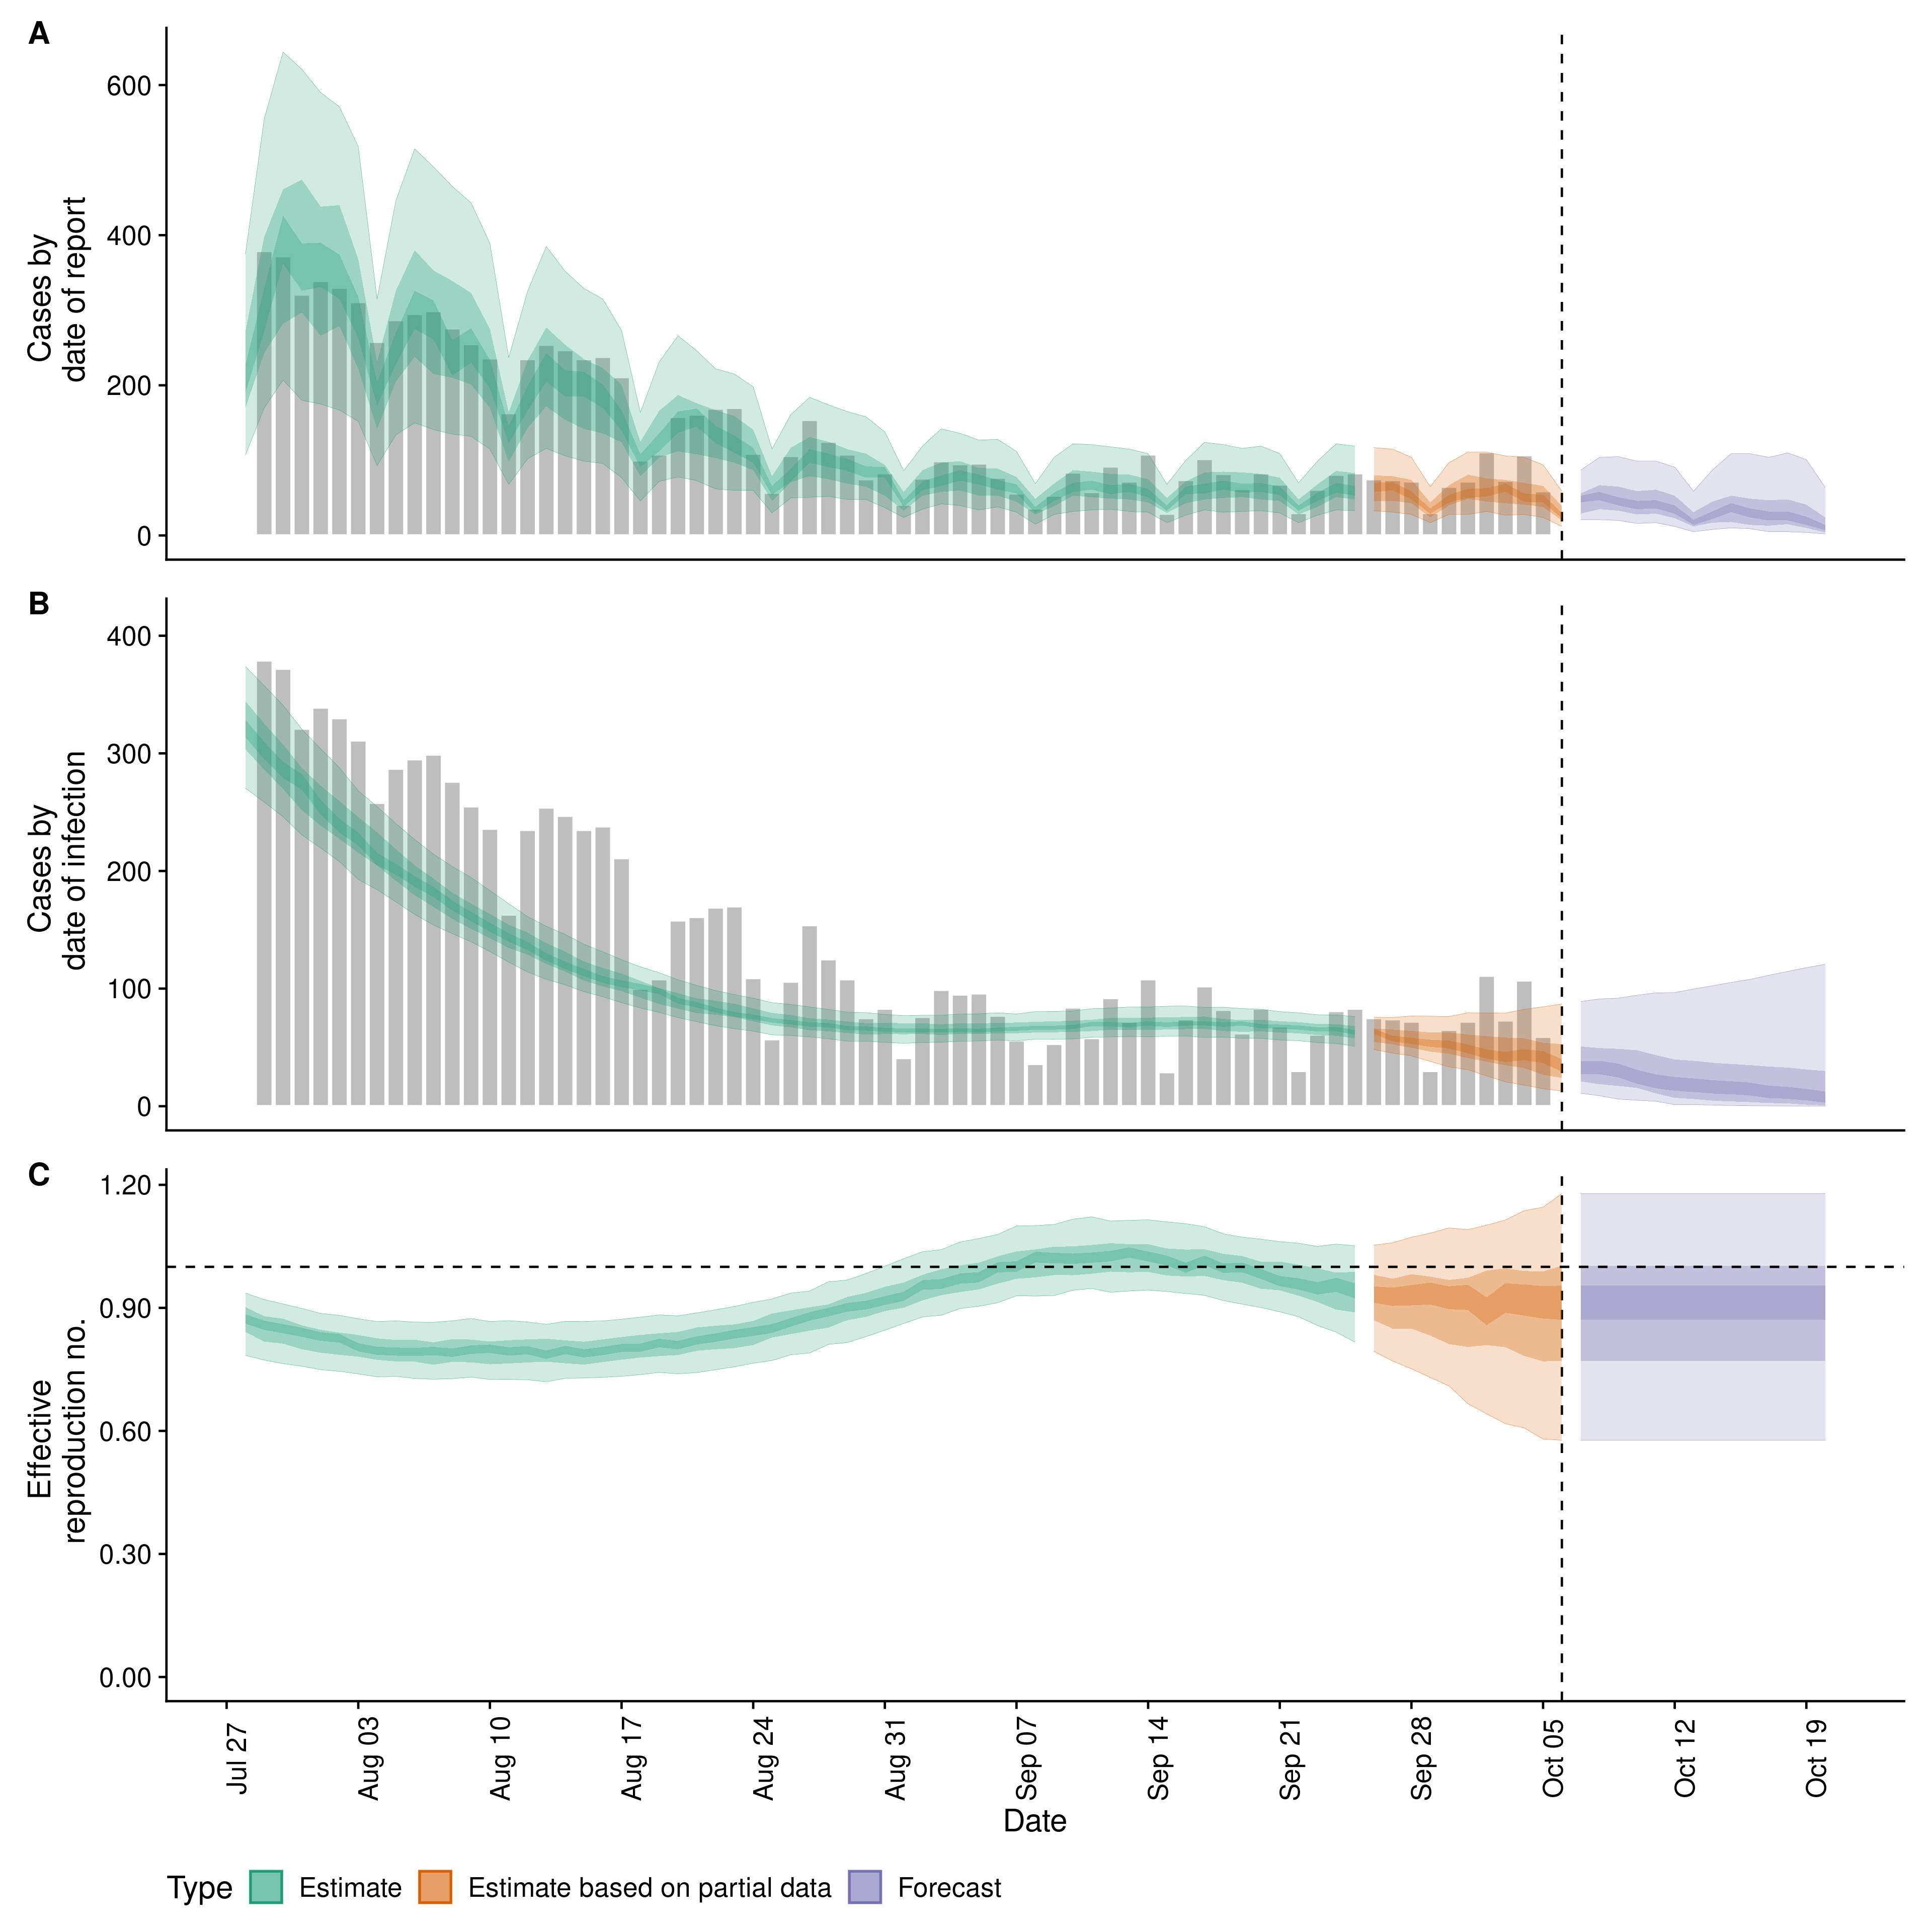 A
600
400
200
0
Cases by
date of report
B
400
300
200
100
0
Cases by
date of infection
C
1.20
0.90
0.60
0.30
0.00
Effective
reproduction no.
Jul 27
Aug 03
Aug 10
Aug 17
Aug 24
Aug 31
Sep 07
Sep 14
Sep 21
Sep 28
Oct 05
Oct 12
Oct 19
Date
Type Estimate Estimate based on partial data Forecast